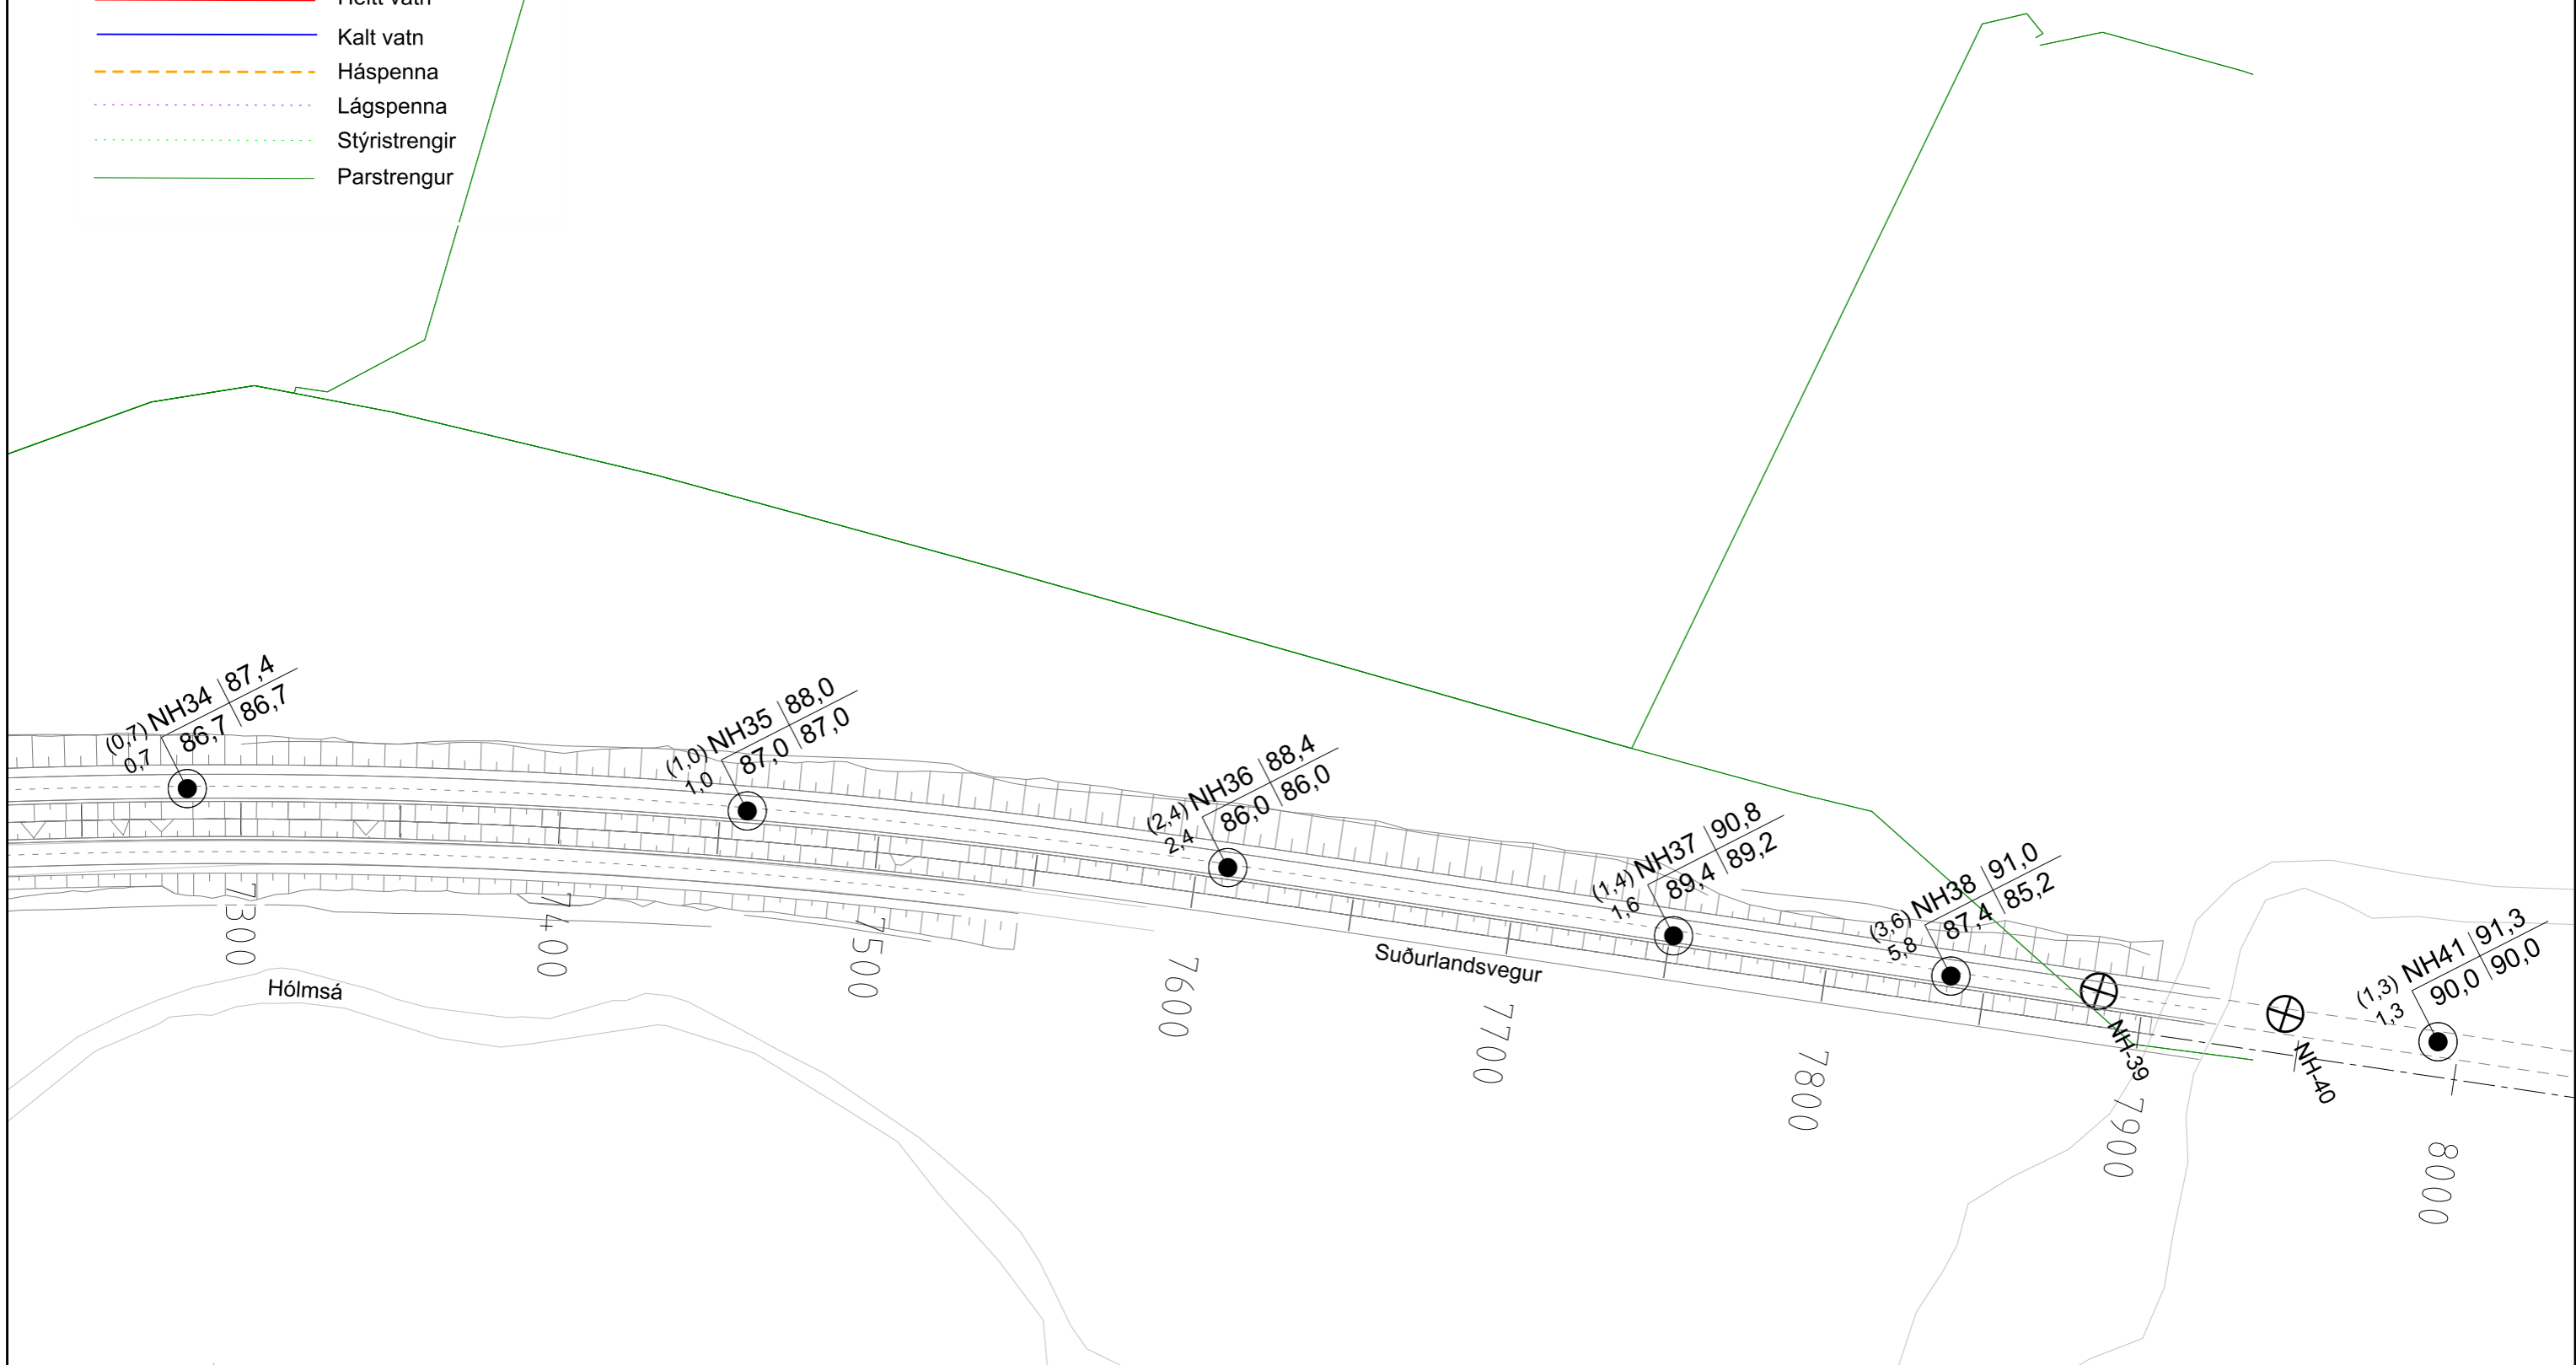 Heitt vatn
Kalt vatn
Háspenna
Lágspenna
Stýristrengir
Parstrengur
(0,7) NH34 87,4
0,7 86,7 86,7
(1,0) NH35 88,0
1,0 87,0 87,0
(2,4) NH36 88,4
2,4 86,0 86,0
(1,4) NH37 90,8
1,6 89,4 89,2
(3,6) NH38 91,0
5,8 87,4 85,2
(1,3) NH41 91,3
1,3 90,0 90,0
NH-39
NH-40
Suðurlandsvegur
Hólmsá
7300
7400
7500
7600
7700
7800
7900
8000